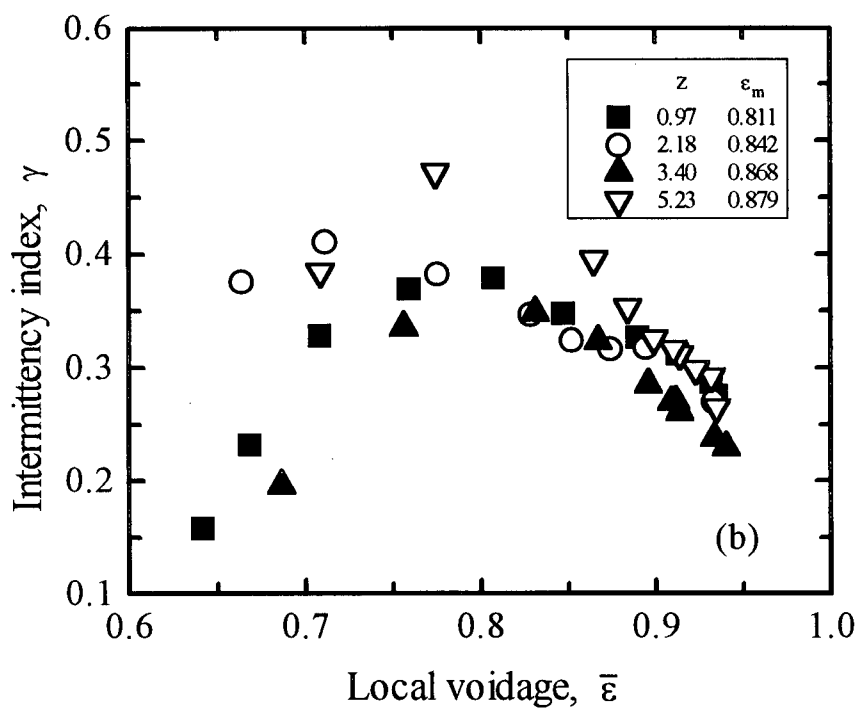 0.6
0.5
0.4
0.3
0.2
0.1
Intermittency index, γ
z εm
0.97 0.811
2.18 0.842
3.40 0.868
5.23 0.879
(b)
0.6 0.7 0.8 0.9 1.0
Local voidage, ε̅